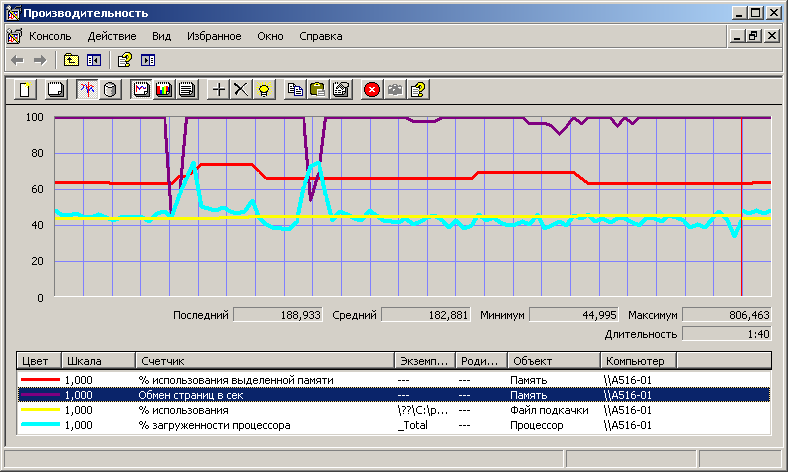 Производительность
Консоль Действие Вид Избранное Окно Справка
100
80
60
40
20
0
Последний 188,933 Средний 182,881 Минимум 44,995 Максимум 806,463
Длительность 1:40
Цвет Шкала Счетчик Экземп... Роди... Объект Компьютер
1,000 % использования выделенной памяти --- --- Память \\A516-01
1,000 Обмен страниц в сек --- --- Память \\A516-01
1,000 % использования \??\C:\p... --- Файл подкачки \\A516-01
1,000 % загруженности процессора _Total --- Процессор \\A516-01